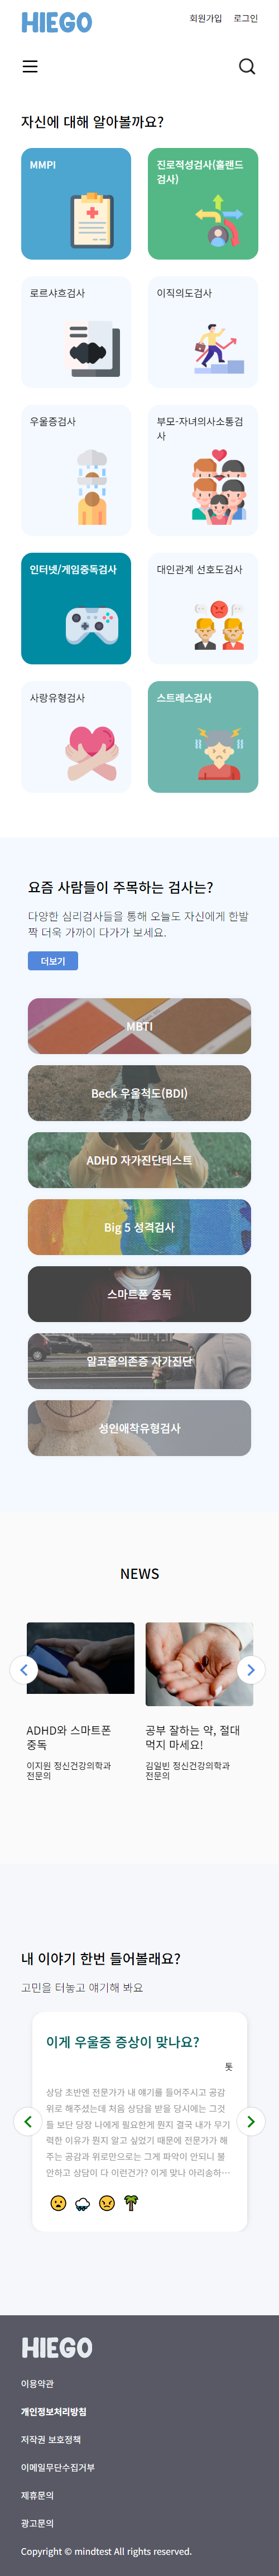 HIEGO
회원가입 로그인
자신에 대해 알아볼까요?
MMPI
진로적성검사(홀랜드
검사)
로르샤흐검사
이직의도검사
우울증검사
부모-자녀의사소통검
사
인터넷/게임중독검사
대인관계 선호도검사
사랑유형검사
스트레스검사
요즘 사람들이 주목하는 검사는?
다양한 심리검사들을 통해 오늘도 자신에게 한발
짝 더욱 가까이 다가가 보세요.
더보기
MBTI
Beck 우울척도(BDI)
ADHD 자가진단테스트
Big 5 성격검사
스마트폰 중독
알코올의존증 자가진단
성인애착유형검사
NEWS
ADHD와 스마트폰
중독
이지원 정신건강의학과
전문의
공부 잘하는 약, 절대
먹지 마세요!
김일빈 정신건강의학과
전문의
내 이야기 한번 들어볼래요?
고민을 터놓고 얘기해 봐요
이게 우울증 증상이 맞나요?
톳
상담 초반엔 전문가가 내 얘기를 들어주시고 공감
위로 해주셨는데 처음 상담을 받을 당시에는 그것
들 보단 당장 나에게 필요한게 뭔지 결국 내가 무기
력한 이유가 뭔지 알고 싶었기 때문에 전문가가 해
주는 공감과 위로만으로는 그게 파악이 안되니 불
안하고 상담이 다 이런건가? 이게 맞나 아리송하…
HIEGO
이용약관
개인정보처리방침
저작권 보호정책
이메일무단수집거부
제휴문의
광고문의
Copyright © mindtest All rights reserved.